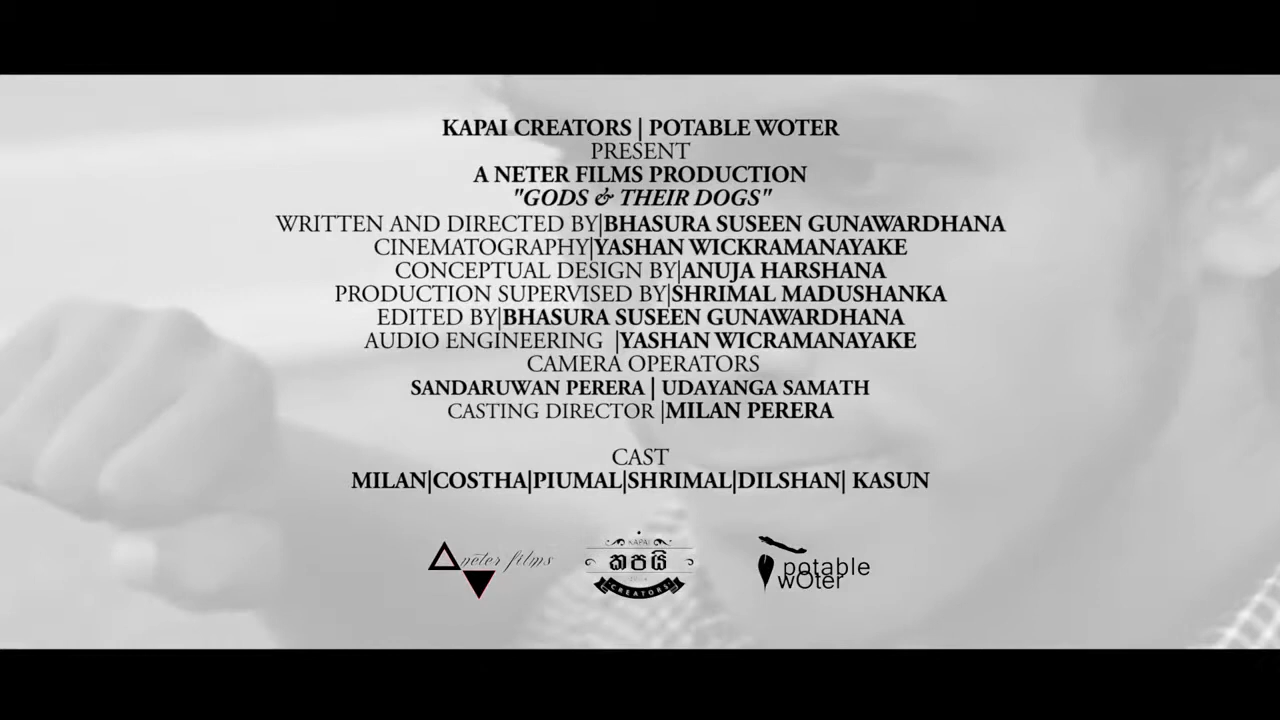 KAPAI CREATORS | POTABLE WOTER
PRESENT
A NETER FILMS PRODUCTION
"GODS & THEIR DOGS"
WRITTEN AND DIRECTED BY|BHASURA SUSEEN GUNAWARDHANA
CINEMATOGRAPHY|YASHAN WICKRAMANAYAKE
CONCEPTUAL DESIGN BY|ANUJA HARSHANA
PRODUCTION SUPERVISED BY|SHRIMAL MADUSHANKA
EDITED BY|BHASURA SUSEEN GUNAWARDHANA
AUDIO ENGINEERING |YASHAN WICRAMANAYAKE
CAMERA OPERATORS
SANDARUWAN PERERA | UDAYANGA SAMATH
CASTING DIRECTOR |MILAN PERERA
CAST
MILAN|COSTHA|PIUMAL|SHRIMAL|DILSHAN| KASUN
nēter films
KAPAI
කපයි
CREATORS
potable
wOter